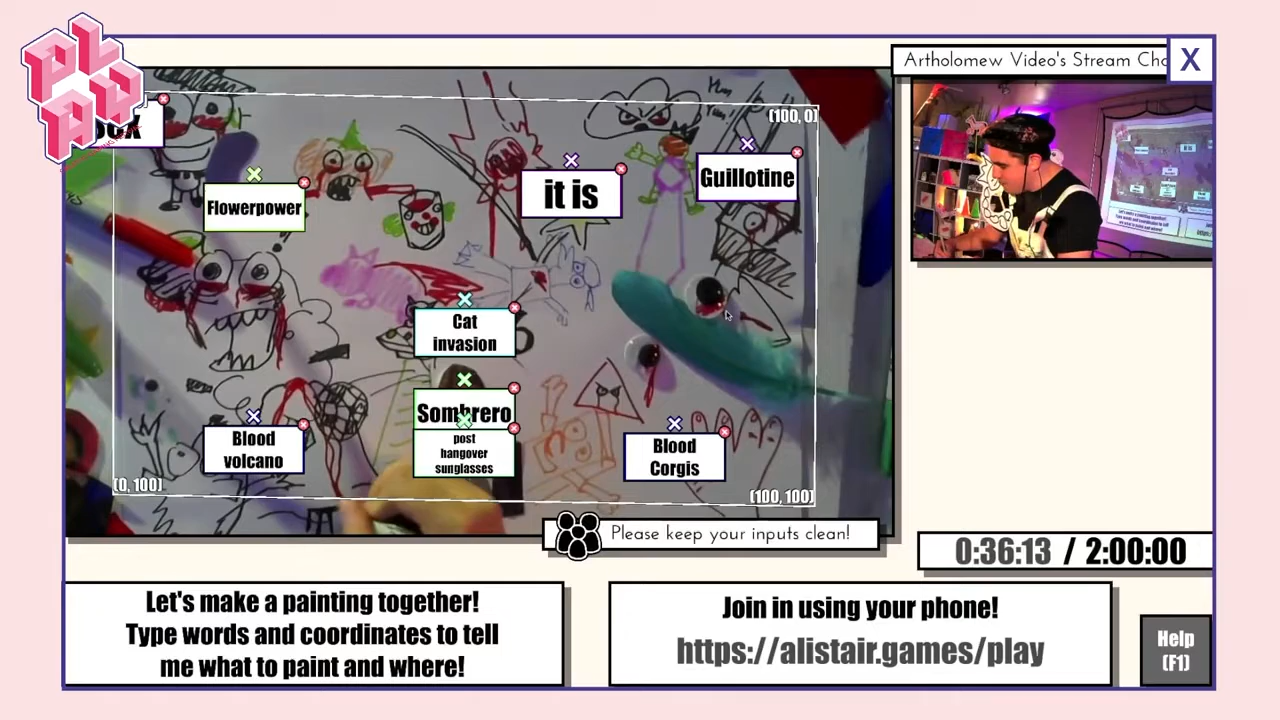 PLAY
Artholomew Video's Stream Cha
X
(100, 0)
Yum
Yum!
Flowerpower
it is
Guillotine
Cat
invasion
Sombrero
post
hangover
sunglasses
Blood
volcano
Blood
Corgis
(0, 100)
(100, 100)
Please keep your inputs clean!
0:36:13 / 2:00:00
Let's make a painting together!
Type words and coordinates to tell
me what to paint and where!
Join in using your phone!
https://alistair.games/play
Help
(F1)